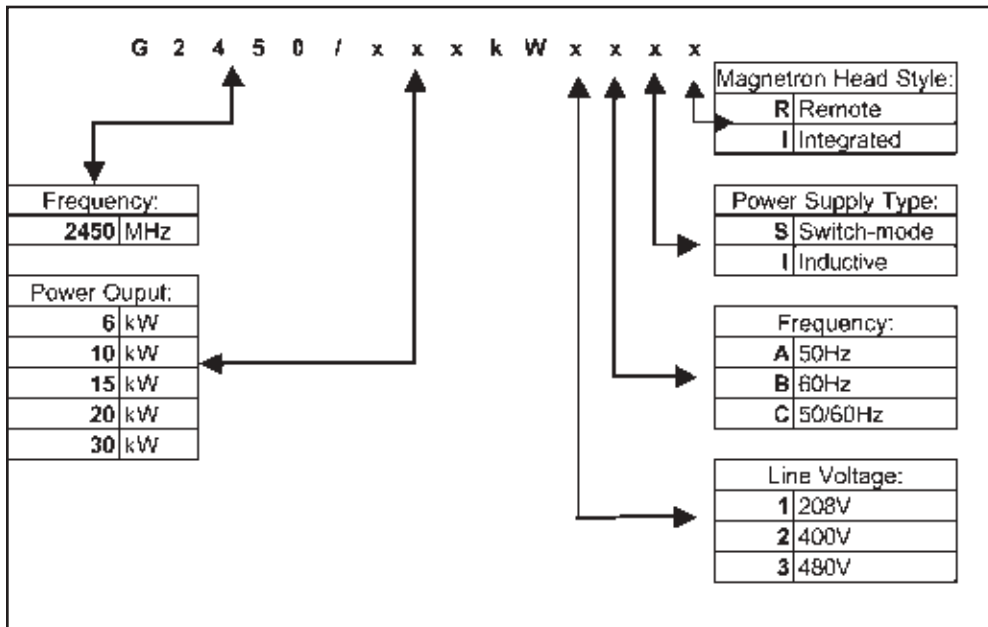 G 2 4 5 0 / x x x k W x x x x
Magnetron Head Style:
R Remote
I Integrated
Frequency:
2450 MHz
Power Supply Type:
S Switch-mode
I Inductive
Power Ouput:
6 kW
10 kW
15 kW
20 kW
30 kW
Frequency:
A 50Hz
B 60Hz
C 50/60Hz
Line Voltage:
1 208V
2 400V
3 480V